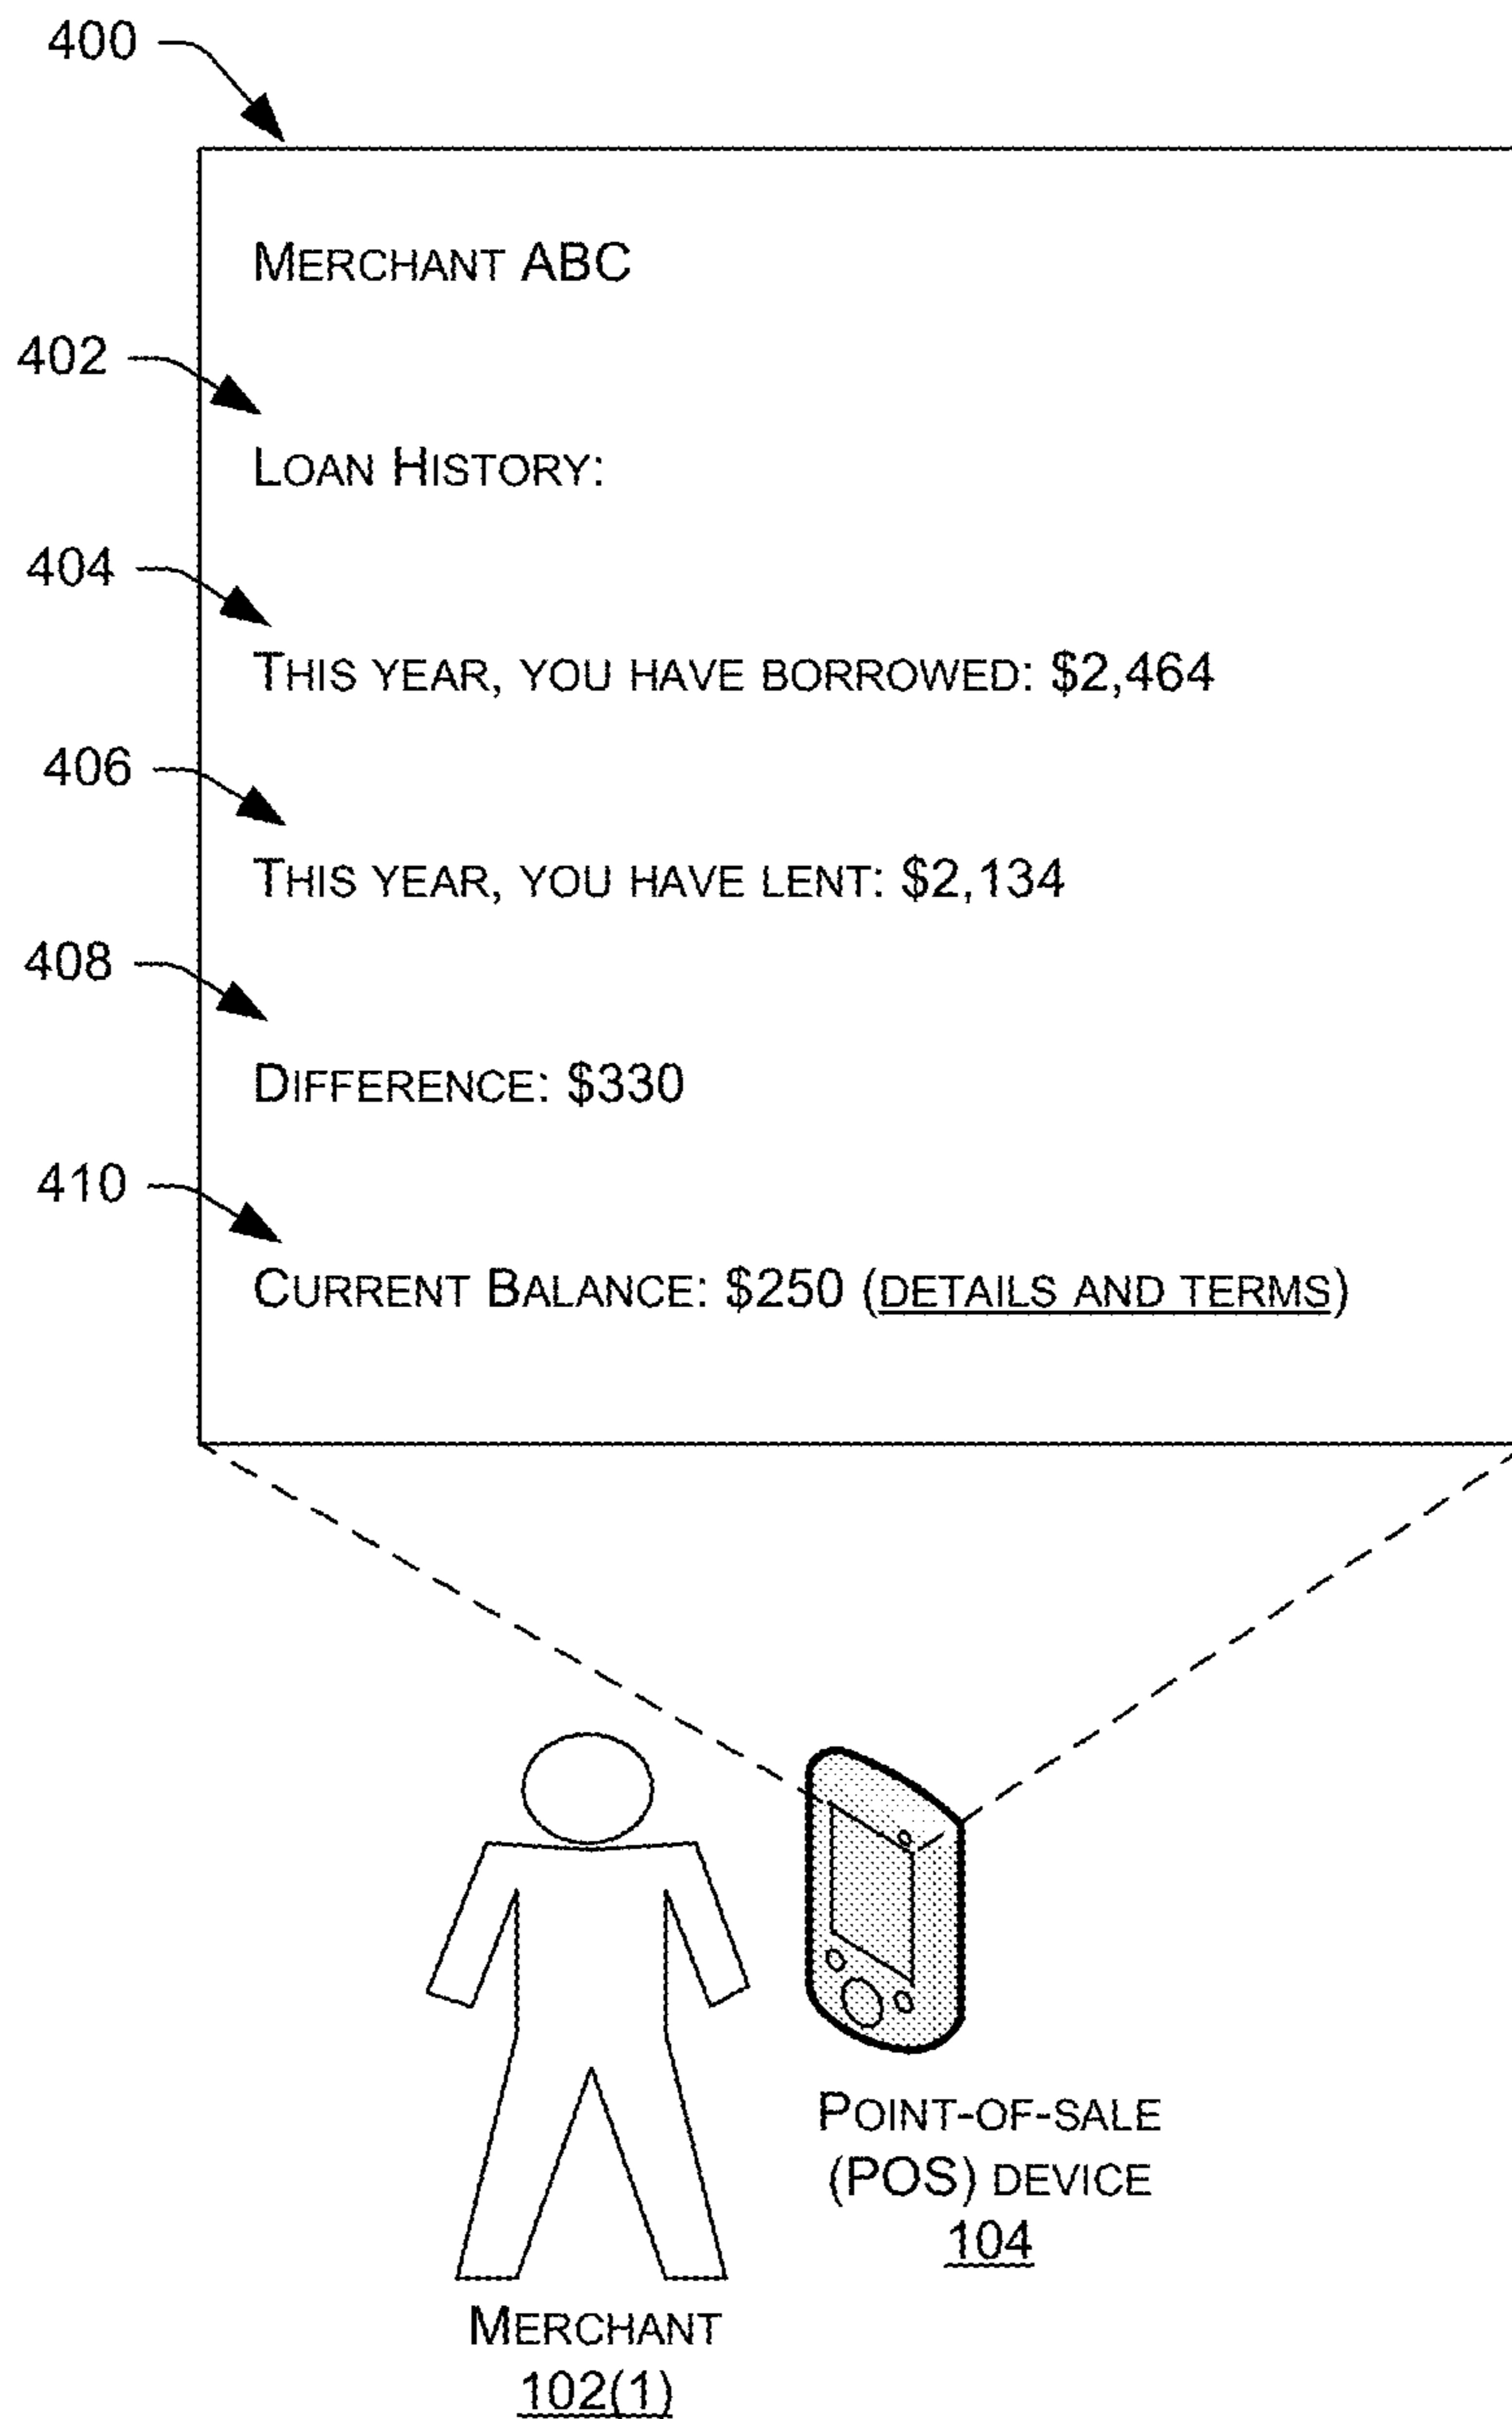 400
MERCHANT ABC
402
LOAN HISTORY:
404
THIS YEAR, YOU HAVE BORROWED: $2,464
406
THIS YEAR, YOU HAVE LENT: $2,134
408
DIFFERENCE: $330
410
CURRENT BALANCE: $250 (DETAILS AND TERMS)
POINT-OF-SALE
(POS) DEVICE
104
MERCHANT
102(1)